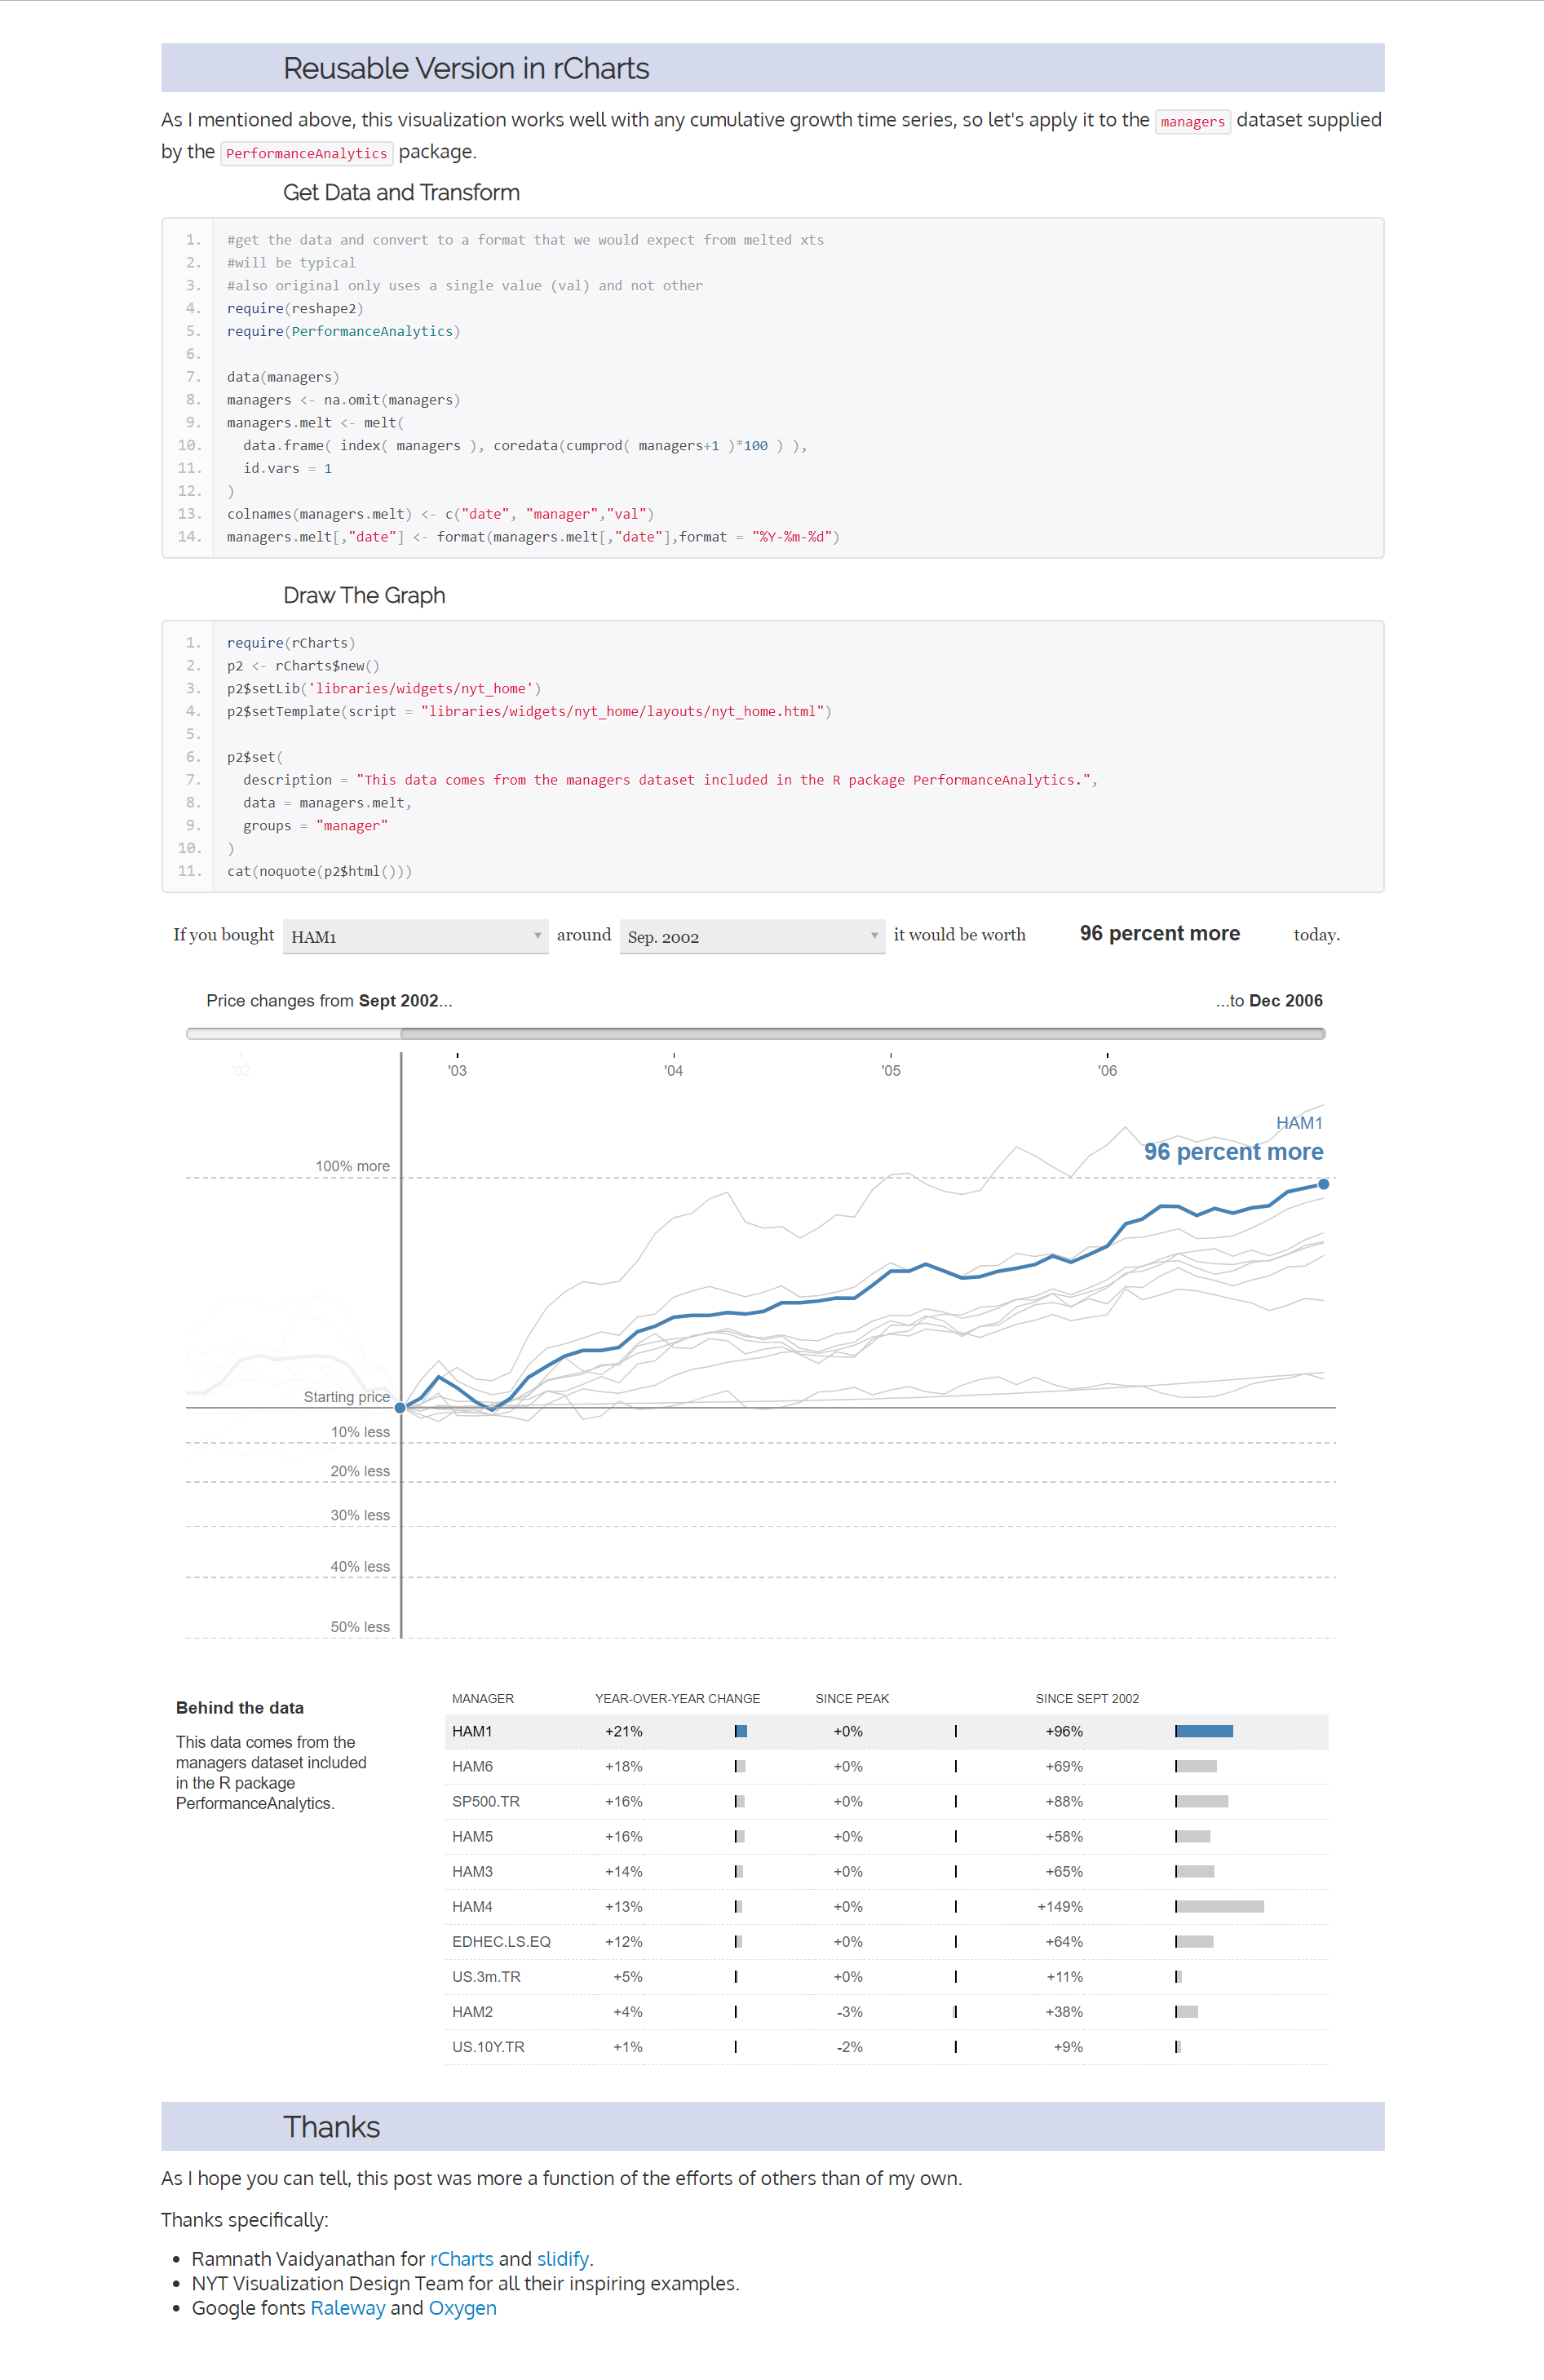 Reusable Version in rCharts
As I mentioned above, this visualization works well with any cumulative growth time series, so let's apply it to the managers dataset supplied
by the PerformanceAnalytics package.
Get Data and Transform
1. #get the data and convert to a format that we would expect from melted xts
2. #will be typical
3. #also original only uses a single value (val) and not other
4. require(reshape2)
5. require(PerformanceAnalytics)
6.
7. data(managers)
8. managers <- na.omit(managers)
9. managers.melt <- melt(
10.   data.frame( index( managers ), coredata(cumprod( managers+1 )*100 ) ),
11.   id.vars = 1
12. )
13. colnames(managers.melt) <- c("date", "manager","val")
14. managers.melt[,"date"] <- format(managers.melt[,"date"],format = "%Y-%m-%d")
Draw The Graph
1. require(rCharts)
2. p2 <- rCharts$new()
3. p2$setLib('libraries/widgets/nyt_home')
4. p2$setTemplate(script = "libraries/widgets/nyt_home/layouts/nyt_home.html")
5.
6. p2$set(
7.   description = "This data comes from the managers dataset included in the R package PerformanceAnalytics.",
8.   data = managers.melt,
9.   groups = "manager"
10. )
11. cat(noquote(p2$html()))
If you bought HAM1 around Sep. 2002 it would be worth 96 percent more today.
Price changes from Sept 2002... ...to Dec 2006
'02 '03 '04 '05 '06
HAM1
96 percent more
100% more
Starting price
10% less
20% less
30% less
40% less
50% less
Behind the data
This data comes from the
managers dataset included
in the R package
PerformanceAnalytics.
MANAGER YEAR-OVER-YEAR CHANGE SINCE PEAK SINCE SEPT 2002
HAM1 +21% +0% +96%
HAM6 +18% +0% +69%
SP500.TR +16% +0% +88%
HAM5 +16% +0% +58%
HAM3 +14% +0% +65%
HAM4 +13% +0% +149%
EDHEC.LS.EQ +12% +0% +64%
US.3m.TR +5% +0% +11%
HAM2 +4% -3% +38%
US.10Y.TR +1% -2% +9%
Thanks
As I hope you can tell, this post was more a function of the efforts of others than of my own.
Thanks specifically:
• Ramnath Vaidyanathan for rCharts and slidify.
• NYT Visualization Design Team for all their inspiring examples.
• Google fonts Raleway and Oxygen